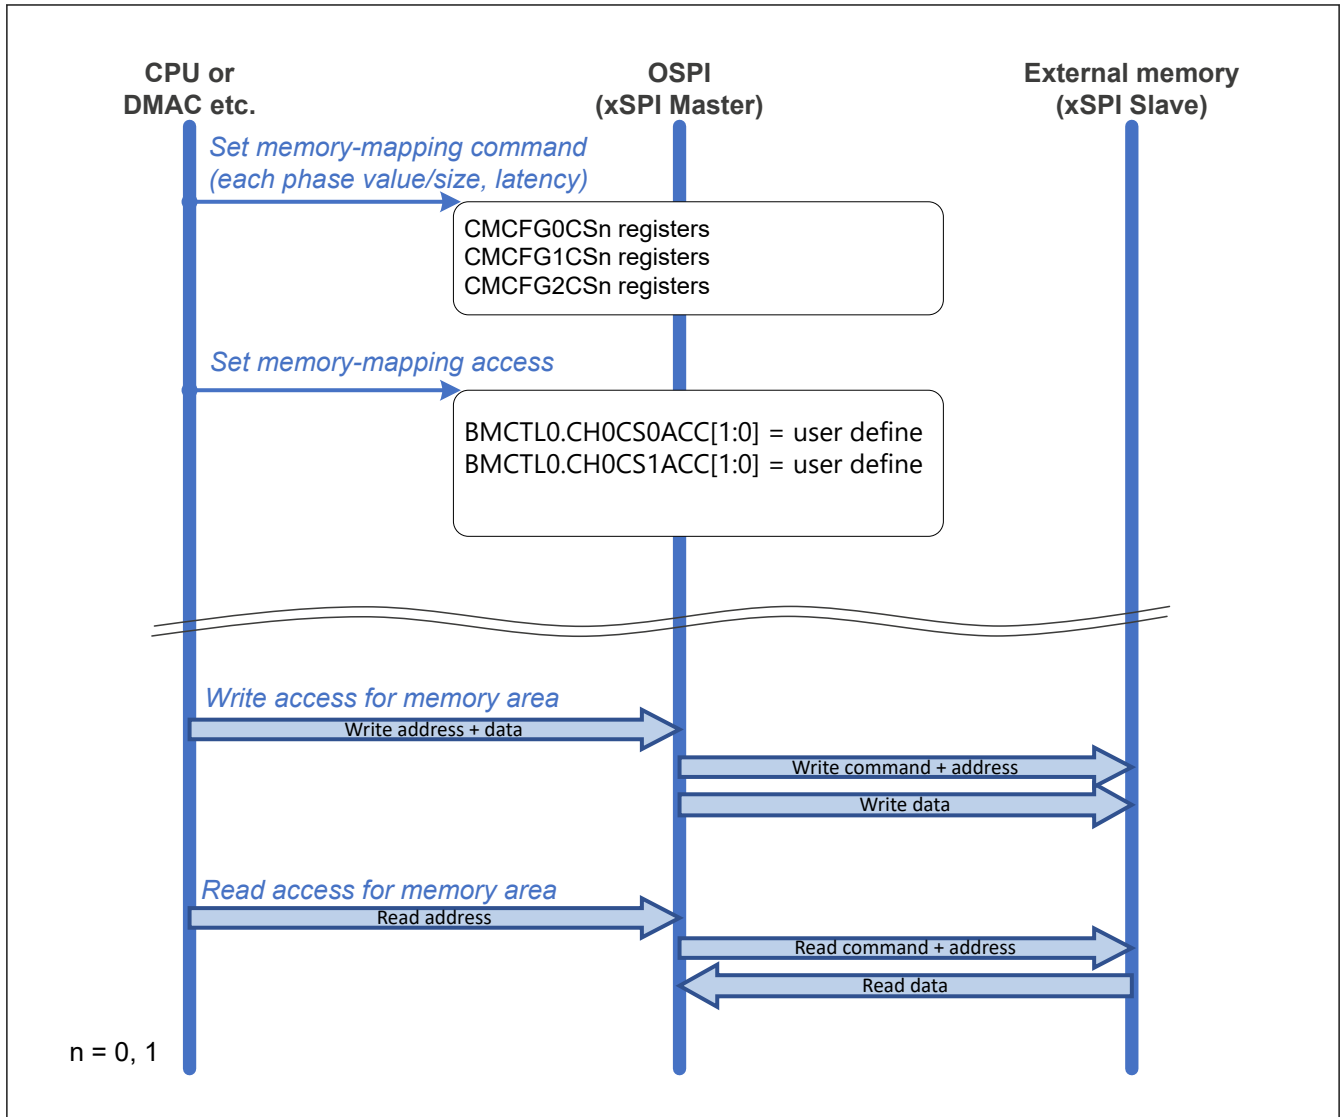 CPU or
DMAC etc.
OSPI
(xSPI Master)
External memory
(xSPI Slave)
Set memory-mapping command
(each phase value/size, latency)
CMCFG0CSn registers
CMCFG1CSn registers
CMCFG2CSn registers
Set memory-mapping access
BMCTL0.CH0CS0ACC[1:0] = user define
BMCTL0.CH0CS1ACC[1:0] = user define
Write access for memory area
Write address + data
Write command + address
Write data
Read access for memory area
Read address
Read command + address
Read data
n = 0, 1